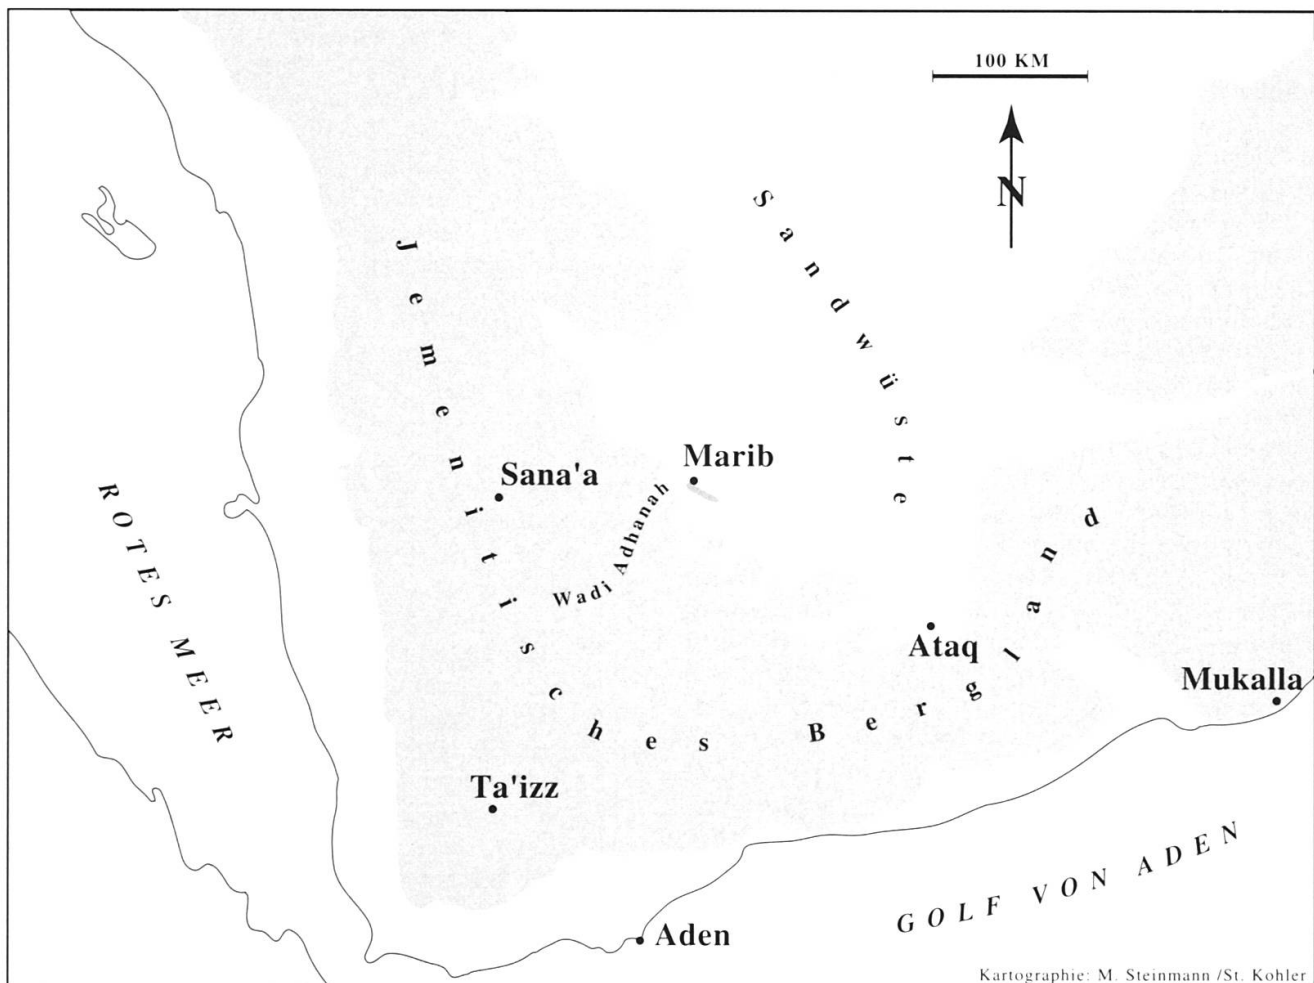 100 KM
N
Sandwüste
Jemenitisches Bergland
Marib
Sana'a
Wadi Adhanah
ROTES MEER
Ataq
Mukalla
Ta'izz
GOLF VON ADEN
Aden
Kartographie: M. Steinmann /St. Kohler